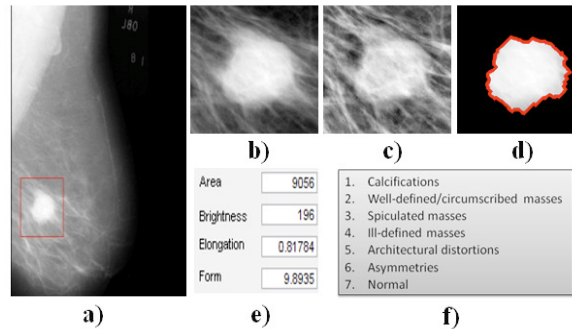 R
LBO
B I
a)
b)
c)
d)
Area 9056
Brightness 196
Elongation 0.81784
Form 9.8935
e)
1. Calcifications
2. Well-defined/circumscribed masses
3. Spiculated masses
4. Ill-defined masses
5. Architectural distortions
6. Asymmetries
7. Normal
f)